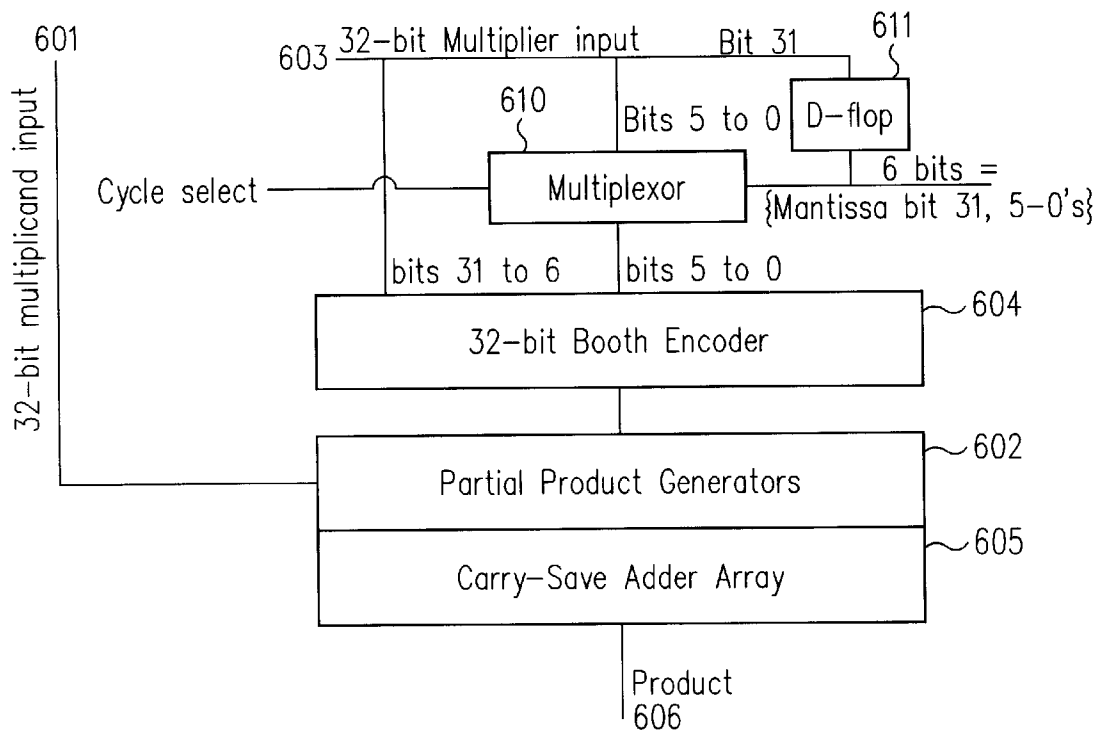 601
603
32-bit Multiplier input
Bit 31
611
32-bit multiplicand input
610
Bits 5 to 0
D-flop
Cycle select
Multiplexor
6 bits =
{Mantissa bit 31, 5-0's}
bits 31 to 6
bits 5 to 0
604
32-bit Booth Encoder
602
Partial Product Generators
605
Carry-Save Adder Array
Product
606